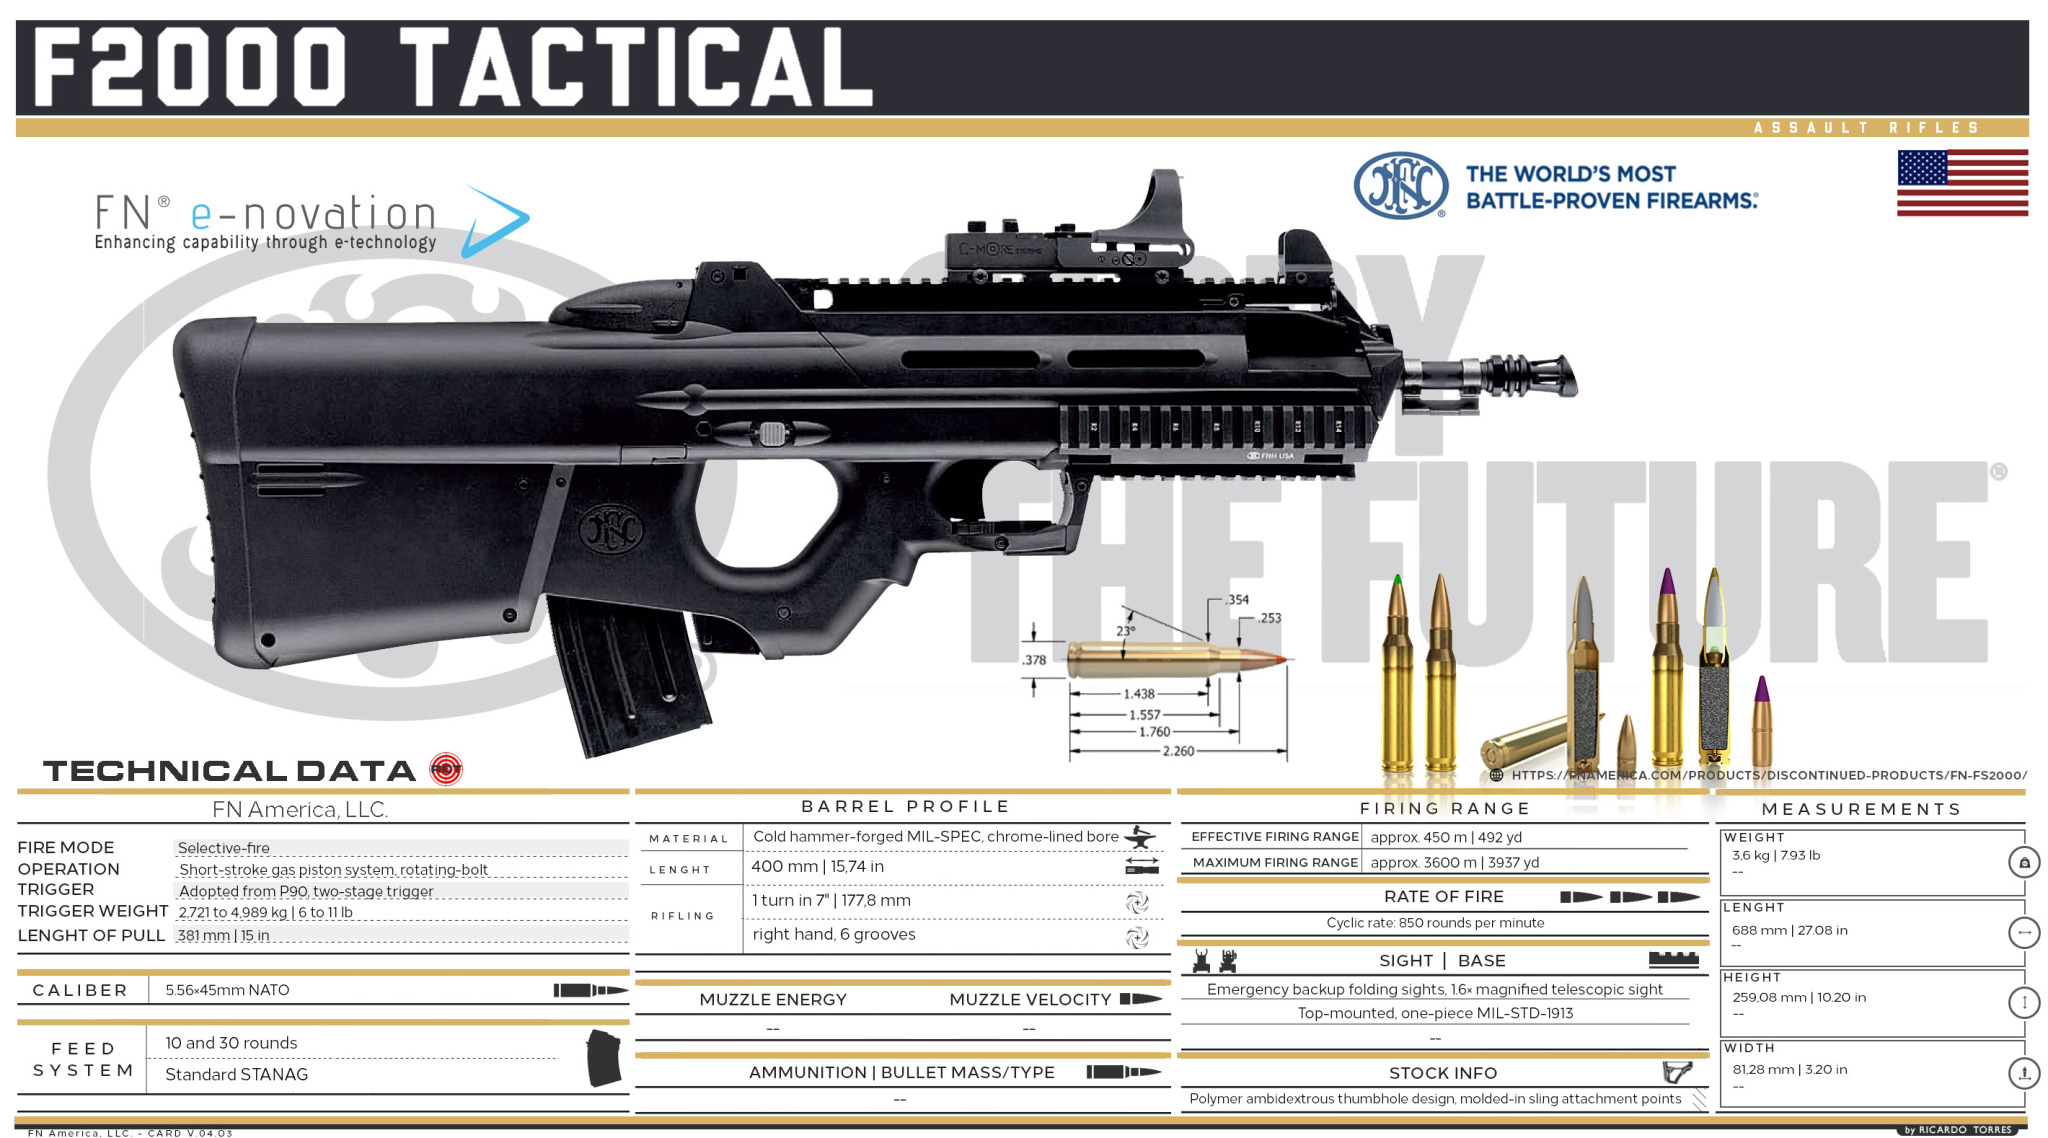 F2000 TACTICAL
ASSAULT RIFLES
FN® e-novation
Enhancing capability through e-technology
FN®
THE WORLD'S MOST
BATTLE-PROVEN FIREARMS.®
C-MORE SYSTEMS
THE FUTURE®
R2 R4 R6 R8 R10 R12 R14
FNH USA
FN
.354
.253
23°
.378
1.438
1.557
1.760
2.260
TECHNICAL DATA
HTTPS://FNAMERICA.COM/PRODUCTS/DISCONTINUED-PRODUCTS/FN-FS2000/
FN America, LLC.
FIRE MODE Selective-fire
OPERATION Short-stroke gas piston system, rotating-bolt
TRIGGER Adopted from P90, two-stage trigger
TRIGGER WEIGHT 2,721 to 4,989 kg | 6 to 11 lb
LENGHT OF PULL 381 mm | 15 in
CALIBER 5.56×45mm NATO
FEED SYSTEM
10 and 30 rounds
Standard STANAG
BARREL PROFILE
MATERIAL Cold hammer-forged MIL-SPEC, chrome-lined bore
LENGHT 400 mm | 15,74 in
RIFLING
1 turn in 7" | 177,8 mm
right hand, 6 grooves
MUZZLE ENERGY MUZZLE VELOCITY
-- --
AMMUNITION | BULLET MASS/TYPE
--
FIRING RANGE
EFFECTIVE FIRING RANGE approx. 450 m | 492 yd
MAXIMUM FIRING RANGE approx. 3600 m | 3937 yd
RATE OF FIRE
Cyclic rate: 850 rounds per minute
SIGHT | BASE
Emergency backup folding sights, 1.6× magnified telescopic sight
Top-mounted, one-piece MIL-STD-1913
--
STOCK INFO
Polymer ambidextrous thumbhole design, molded-in sling attachment points
MEASUREMENTS
WEIGHT
3,6 kg | 7.93 lb
--
LENGHT
688 mm | 27.08 in
--
HEIGHT
259,08 mm | 10.20 in
--
WIDTH
81,28 mm | 3.20 in
--
FN America, LLC. - CARD V.04.03
by RICARDO TORRES